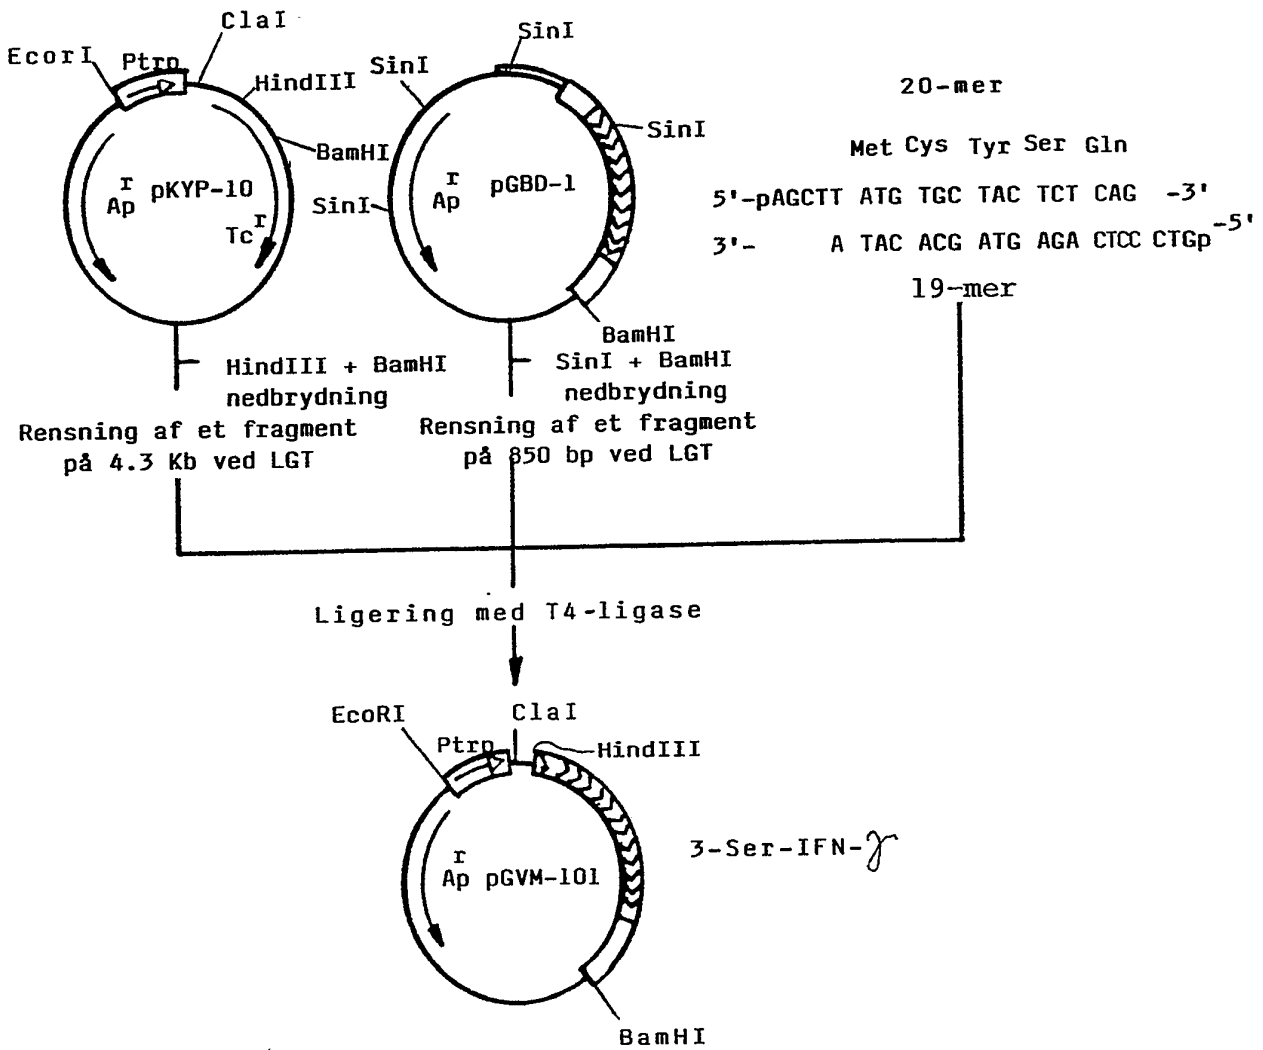 ClaI
EcorI
Ptrp
HindIII
BamHI
r
Ap
pKYP-10
r
Tc
SinI
SinI
SinI
SinI
r
Ap
pGBD-1
BamHI
20-mer
Met Cys Tyr Ser Gln
5'-pAGCTT ATG TGC TAC TCT CAG -3'
3'- A TAC ACG ATG AGA CTCC CTGp-5'
19-mer
HindIII + BamHI
nedbrydning
Rensning af et fragment
på 4.3 Kb ved LGT
SinI + BamHI
nedbrydning
Rensning af et fragment
på 850 bp ved LGT
Ligering med T4-ligase
EcoRI
ClaI
Ptrp
HindIII
r
Ap
pGVM-101
3-Ser-IFN-γ
BamHI